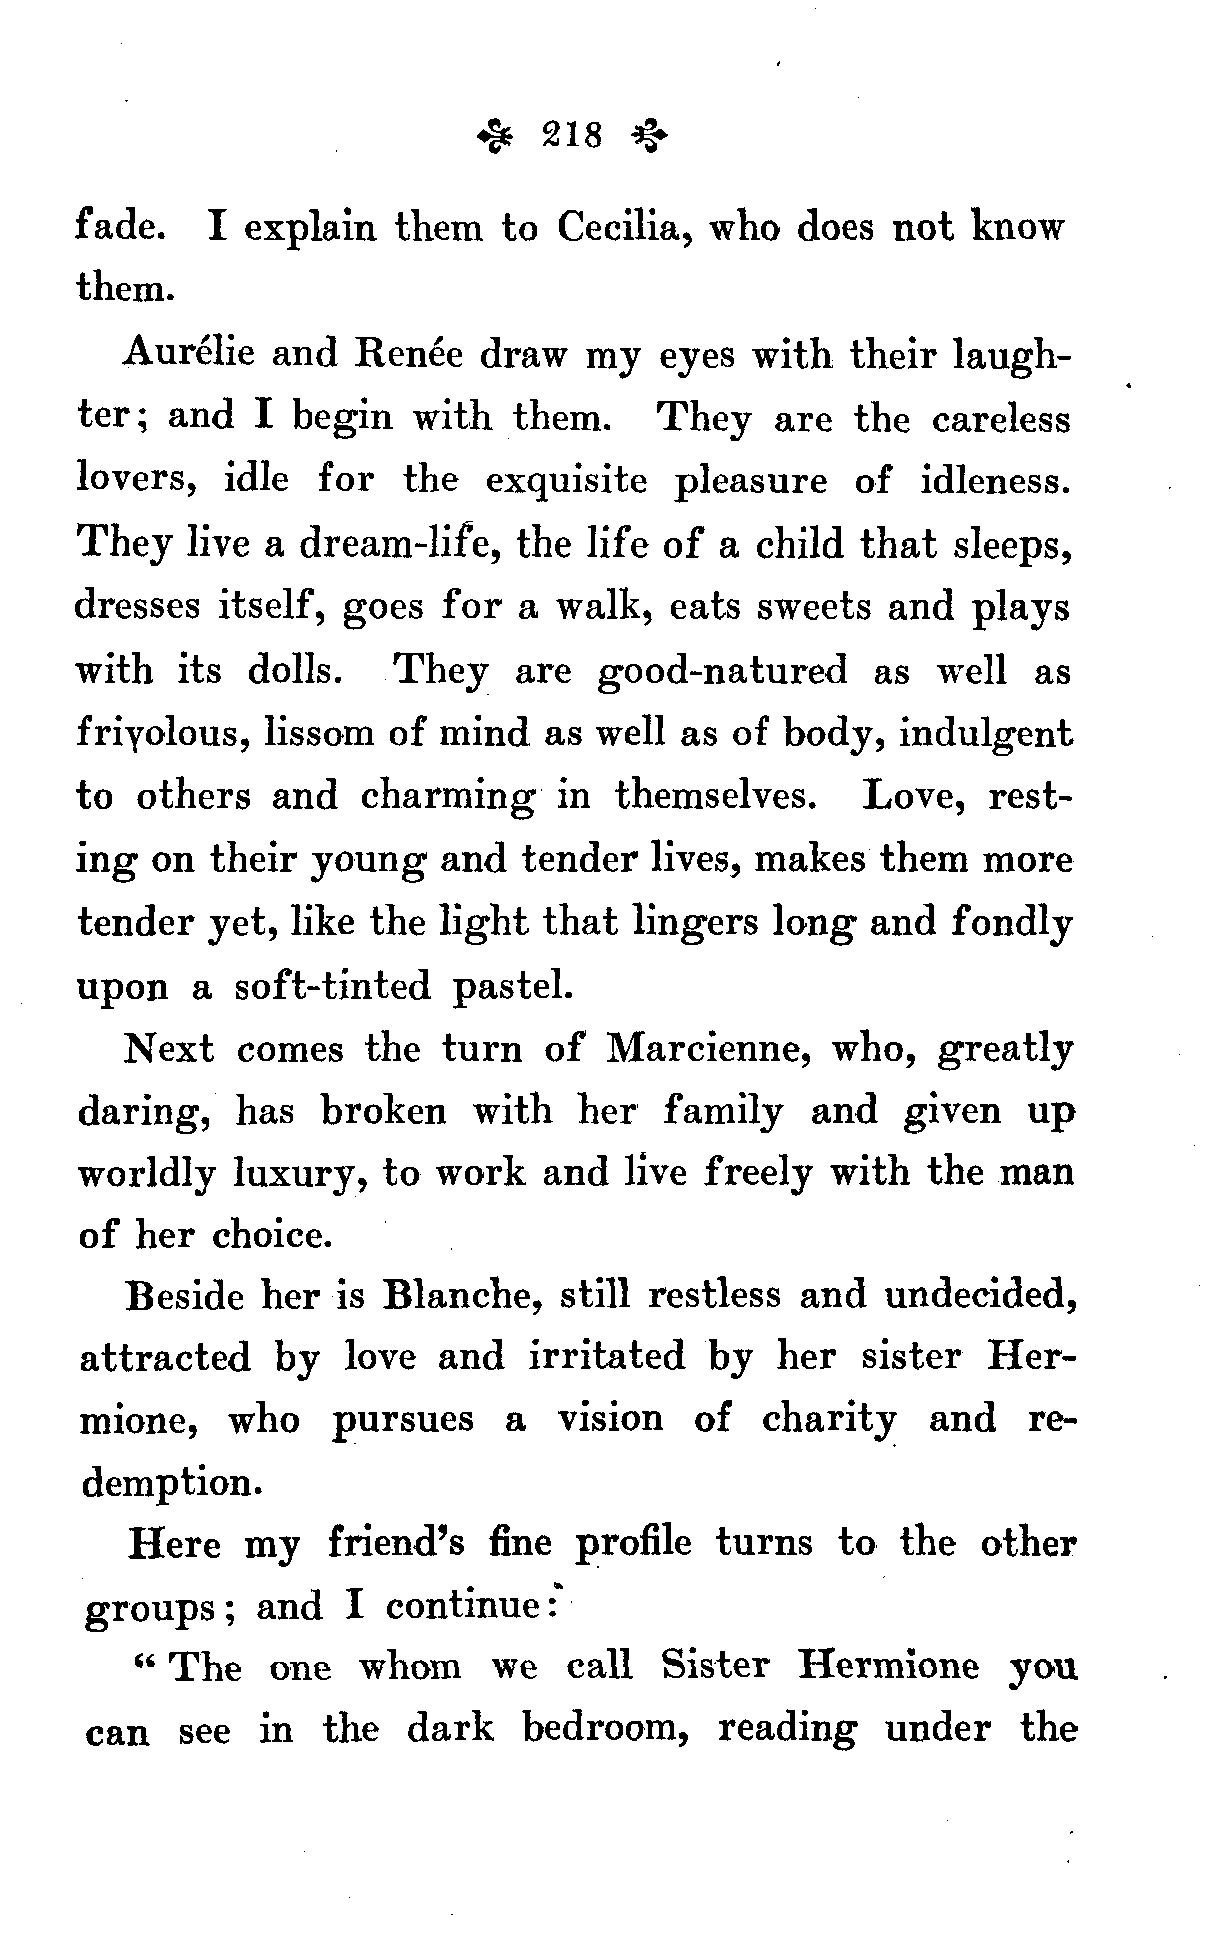 218
fade. I explain them to Cecilia, who does not know
them.
Aurélie and Renée draw my eyes with their laugh-
ter; and I begin with them. They are the careless
lovers, idle for the exquisite pleasure of idleness.
They live a dream-life, the life of a child that sleeps,
dresses itself, goes for a walk, eats sweets and plays
with its dolls. They are good-natured as well as
frivolous, lissom of mind as well as of body, indulgent
to others and charming in themselves. Love, rest-
ing on their young and tender lives, makes them more
tender yet, like the light that lingers long and fondly
upon a soft-tinted pastel.
Next comes the turn of Marcienne, who, greatly
daring, has broken with her family and given up
worldly luxury, to work and live freely with the man
of her choice.
Beside her is Blanche, still restless and undecided,
attracted by love and irritated by her sister Her-
mione, who pursues a vision of charity and re-
demption.
Here my friend's fine profile turns to the other
groups; and I continue:
"The one whom we call Sister Hermione you
can see in the dark bedroom, reading under the